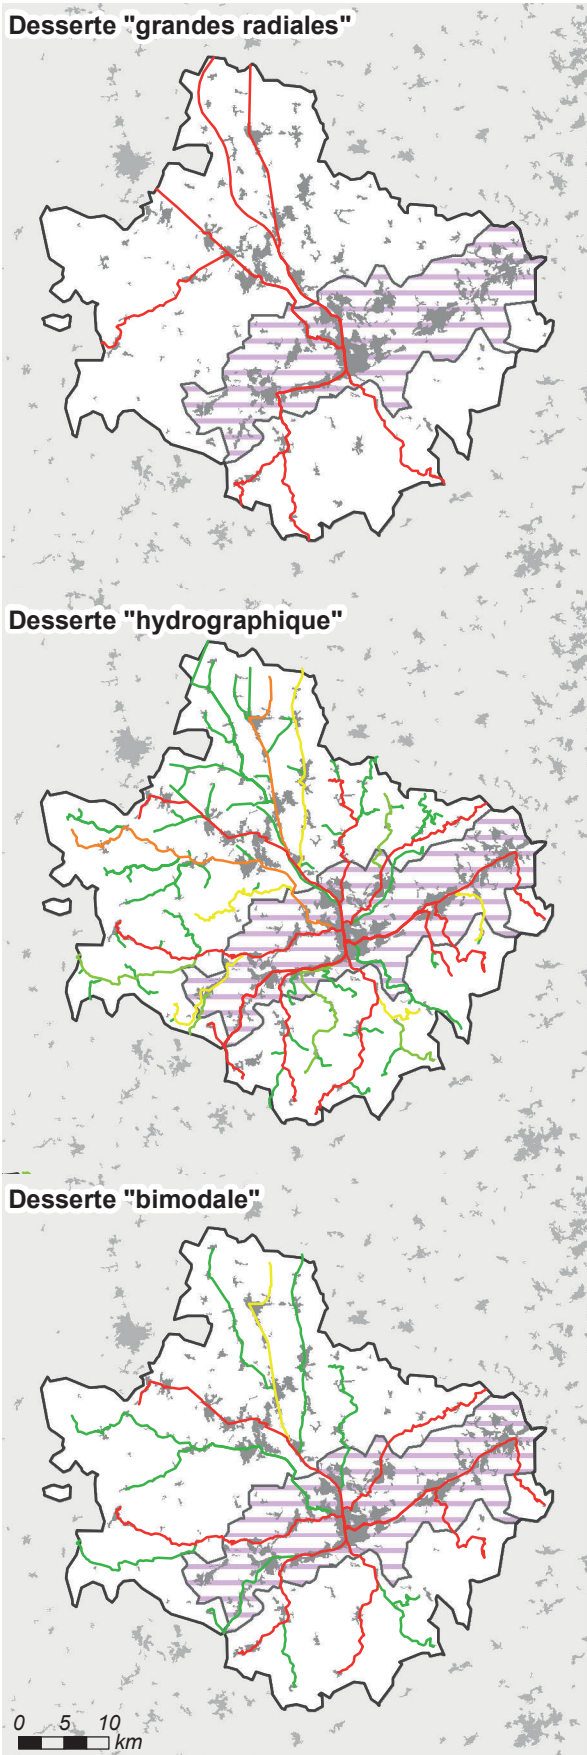 Desserte "grandes radiales"
Desserte "hydrographique"
Desserte "bimodale"
0 5 10
km